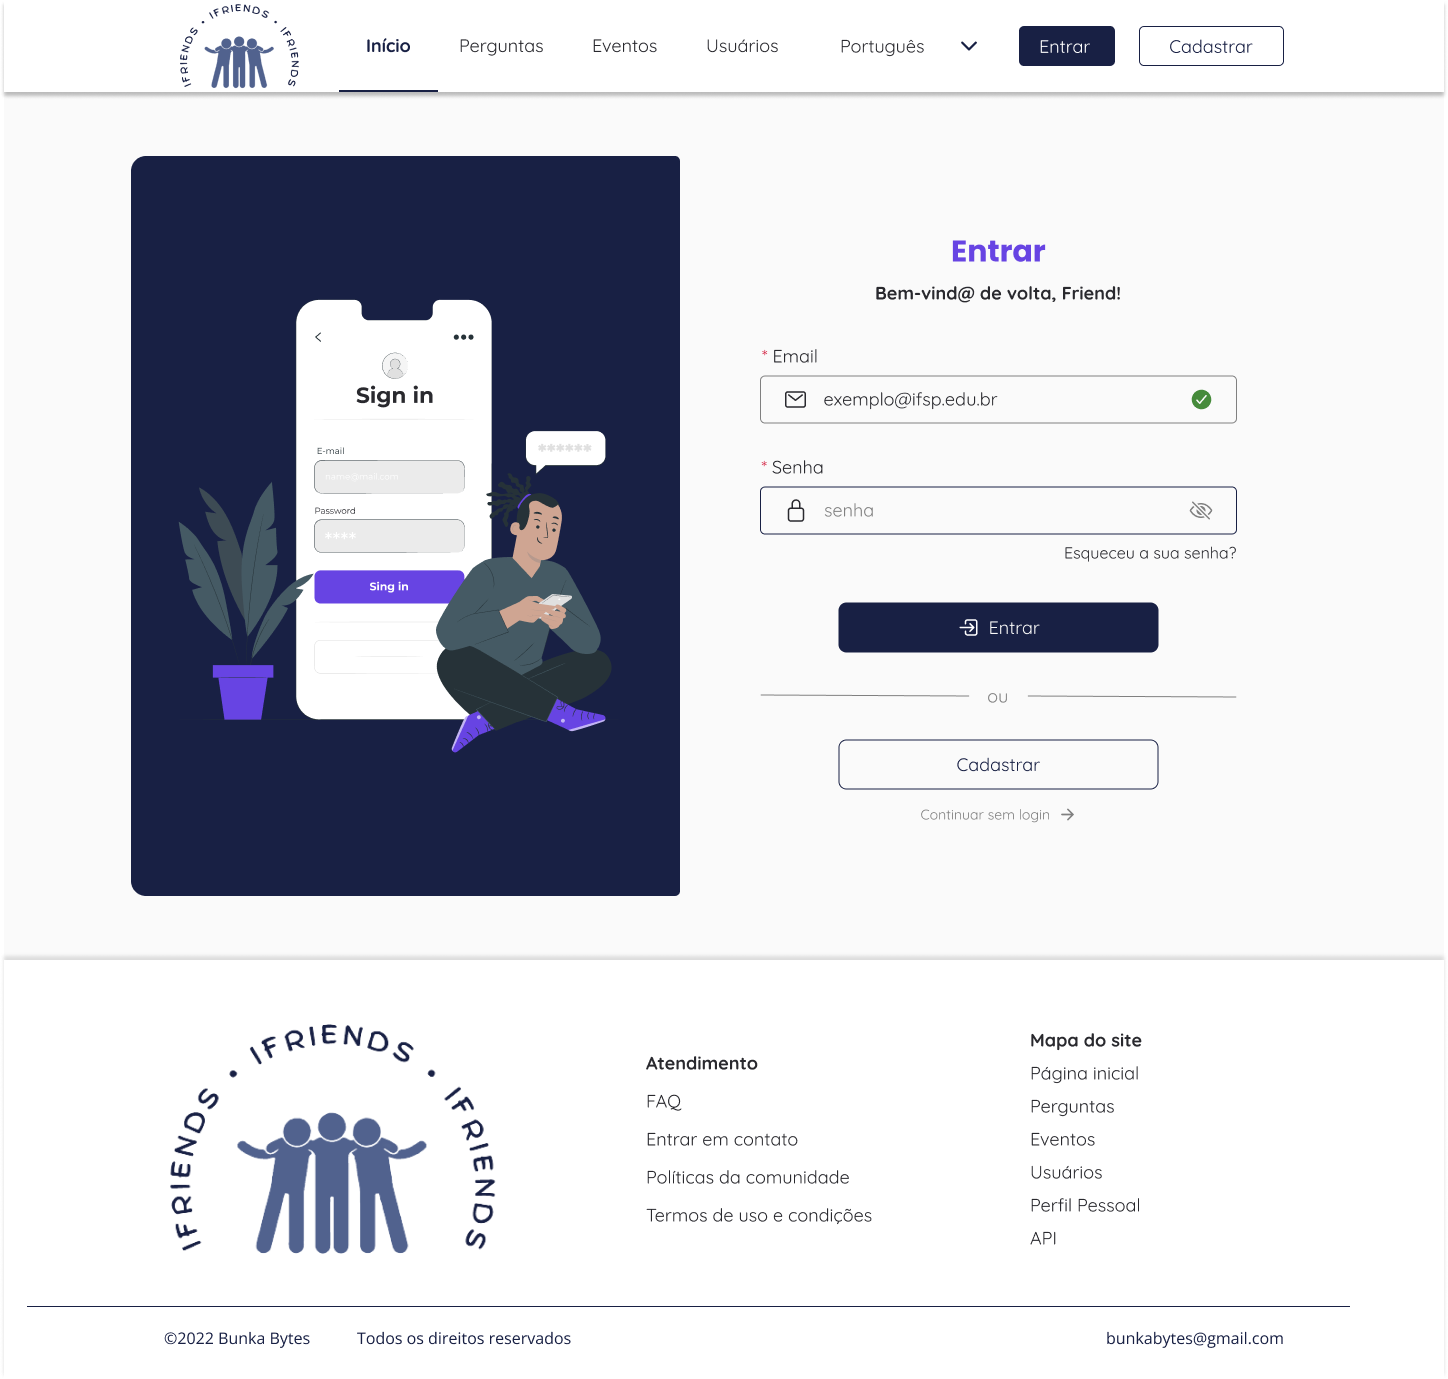 IFRIENDS • IFRIENDS • IFRIENDS
Início
Perguntas
Eventos
Usuários
Português
Entrar
Cadastrar
Sign in
E-mail
name@mail.com
Password
****
Sing in
******
Entrar
Bem-vind@ de volta, Friend!
* Email
exemplo@ifsp.edu.br
* Senha
senha
Esqueceu a sua senha?
Entrar
OU
Cadastrar
Continuar sem login
IFRIENDS • IFRIENDS • IFRIENDS
Atendimento
FAQ
Entrar em contato
Políticas da comunidade
Termos de uso e condições
Mapa do site
Página inicial
Perguntas
Eventos
Usuários
Perfil Pessoal
API
©2022 Bunka Bytes
Todos os direitos reservados
bunkabytes@gmail.com